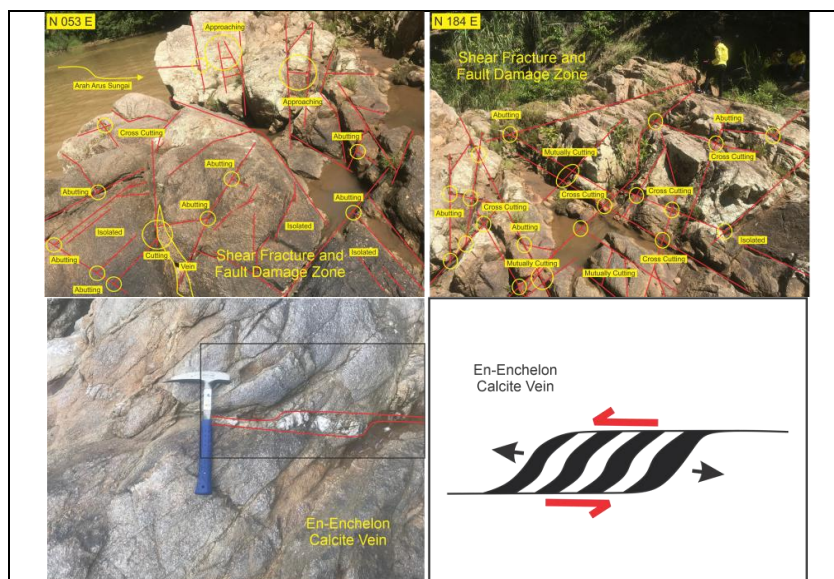 N 053 E
Approaching
Arah Arus Sungai
Approaching
Abutting
Cross Cutting
Abutting
Abutting
Abutting
Abutting
Abutting
Isolated
Isolated
Isolated
Abutting
Cutting
Shear Fracture and
Fault Damage Zone
Vein
Abutting
N 184 E
Shear Fracture and
Fault Damage Zone
Abutting
Abutting
Mutually Cutting
Cross Cutting
Cross Cutting
Cross Cutting
Abutting
Cross Cutting
Abutting
Isolated
Abutting
Cross Cutting
Mutually Cutting
Mutually Cutting
En-Enchelon
Calcite Vein
En-Enchelon
Calcite Vein